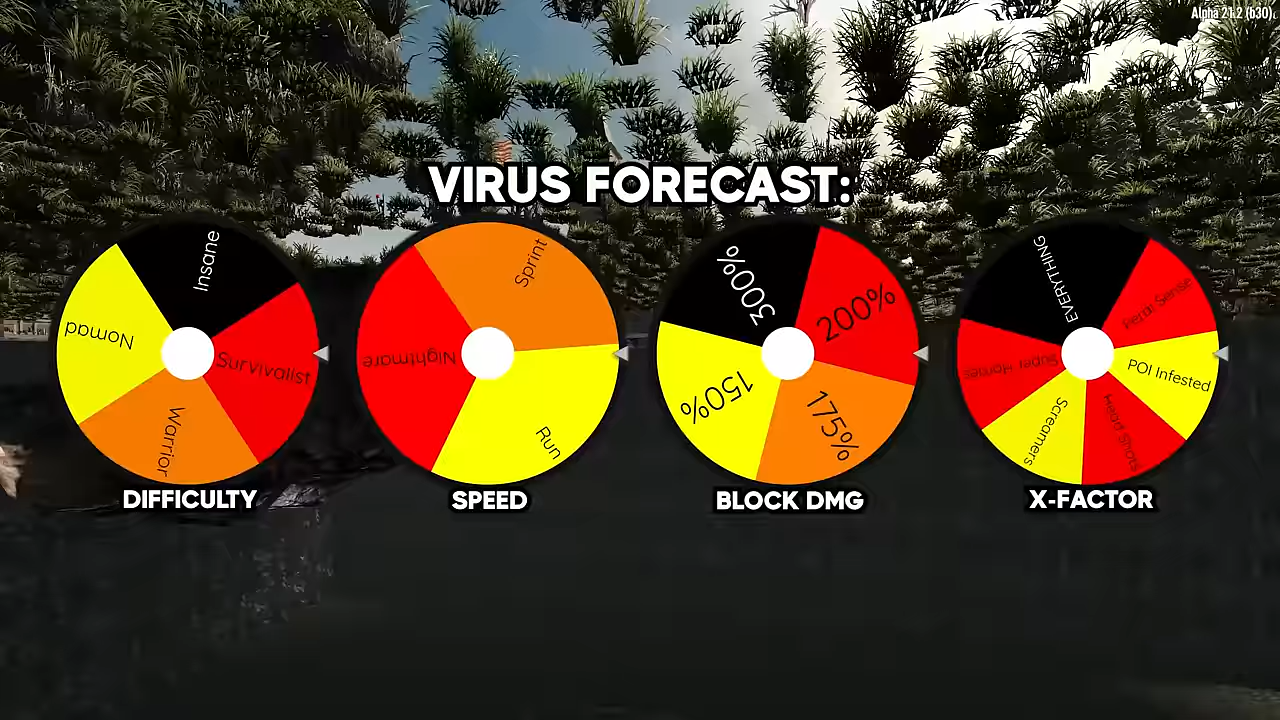 Alpha 21.2 (b30)
VIRUS FORECAST:
Insane
Nomad
Survivalist
Warrior
DIFFICULTY
Sprint
Nightmare
Run
SPEED
300%
200%
150%
175%
BLOCK DMG
EVERYTHING
Feral Sense
POI Infested
Super Hordes
Screamers
Head Shots
X-FACTOR